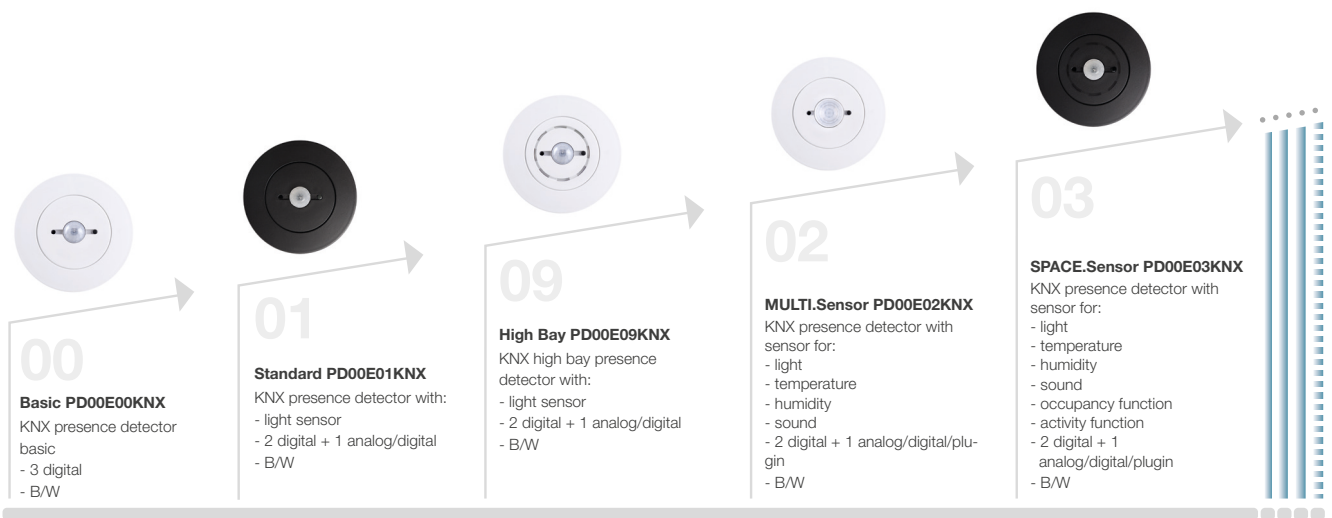 00
Basic PD00E00KNX
KNX presence detector
basic
- 3 digital
- B/W
01
Standard PD00E01KNX
KNX presence detector with:
- light sensor
- 2 digital + 1 analog/digital
- B/W
09
High Bay PD00E09KNX
KNX high bay presence
detector with:
- light sensor
- 2 digital + 1 analog/digital
- B/W
02
MULTI.Sensor PD00E02KNX
KNX presence detector with
sensor for:
- light
- temperature
- humidity
- sound
- 2 digital + 1 analog/digital/plu-
gin
- B/W
03
SPACE.Sensor PD00E03KNX
KNX presence detector with
sensor for:
- light
- temperature
- humidity
- sound
- occupancy function
- activity function
- 2 digital + 1
analog/digital/plugin
- B/W